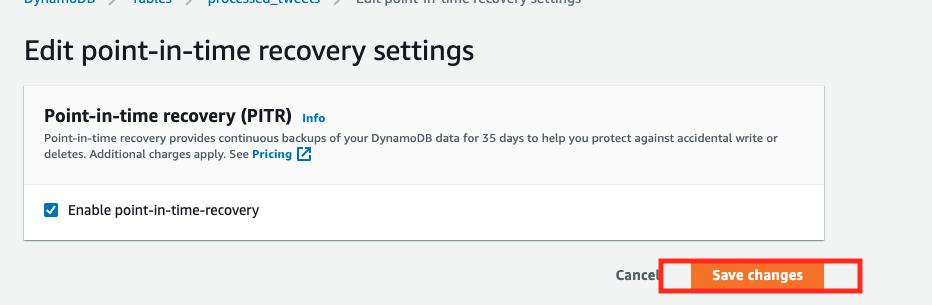 DynamoDB > Tables > processed_tweets > Edit point-in-time recovery settings
Edit point-in-time recovery settings
Point-in-time recovery (PITR) Info
Point-in-time recovery provides continuous backups of your DynamoDB data for 35 days to help you protect against accidental write or
deletes. Additional charges apply. See Pricing
Enable point-in-time-recovery
Cancel Save changes